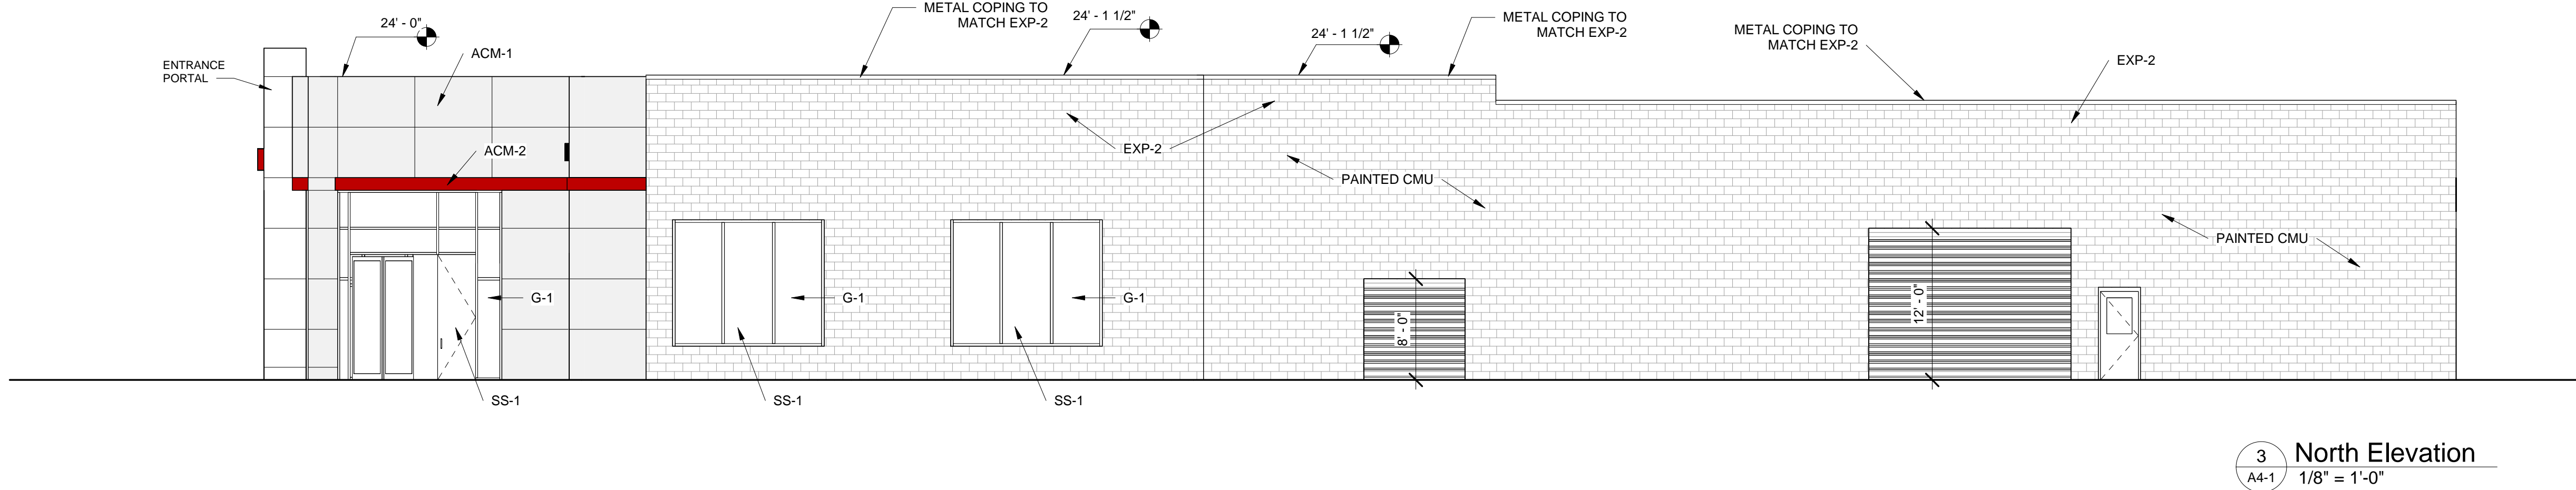 METAL COPING TO
MATCH EXP-2
24' - 0"
24' - 1 1/2"
METAL COPING TO
MATCH EXP-2
24' - 1 1/2"
METAL COPING TO
MATCH EXP-2
ACM-1
ENTRANCE
PORTAL
EXP-2
ACM-2
EXP-2
PAINTED CMU
PAINTED CMU
G-1
G-1
G-1
8' - 0"
12' - 0"
SS-1
SS-1
SS-1
3
A4-1
North Elevation
1/8" = 1'-0"